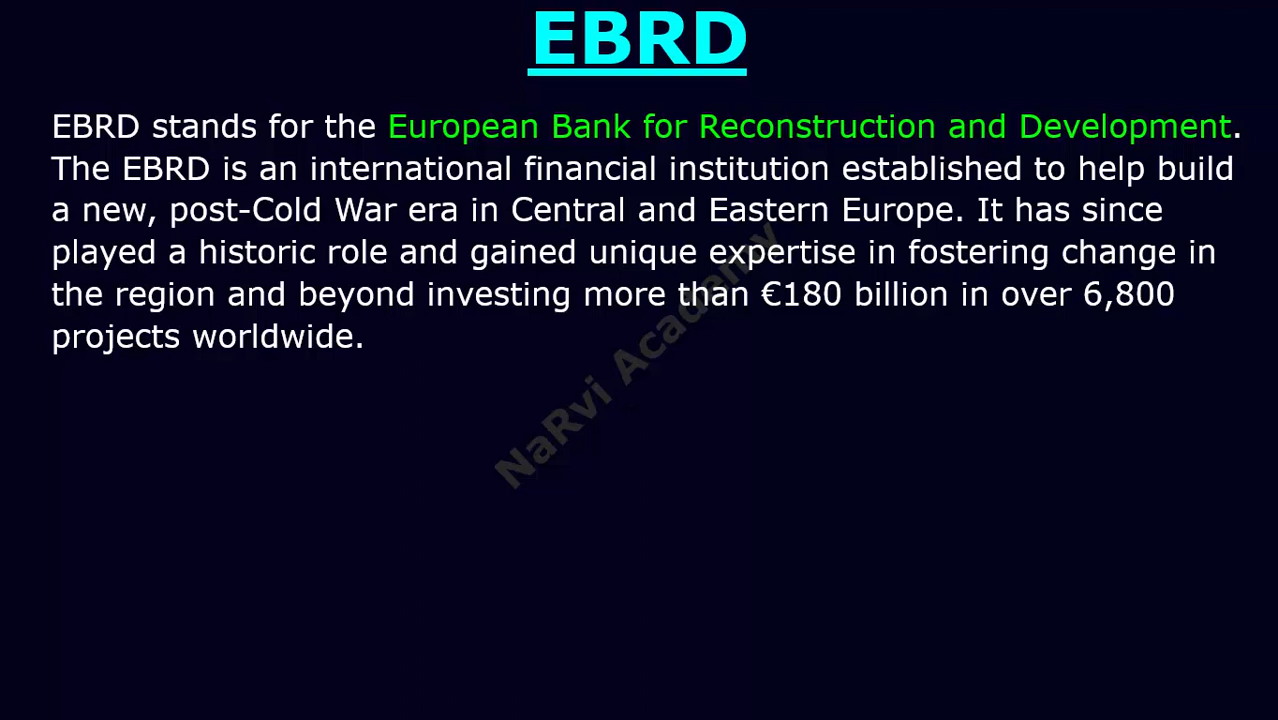 EBRD
EBRD stands for the European Bank for Reconstruction and Development.
The EBRD is an international financial institution established to help build
a new, post-Cold War era in Central and Eastern Europe. It has since
played a historic role and gained unique expertise in fostering change in
the region and beyond investing more than €180 billion in over 6,800
projects worldwide.
NaRvi Academy